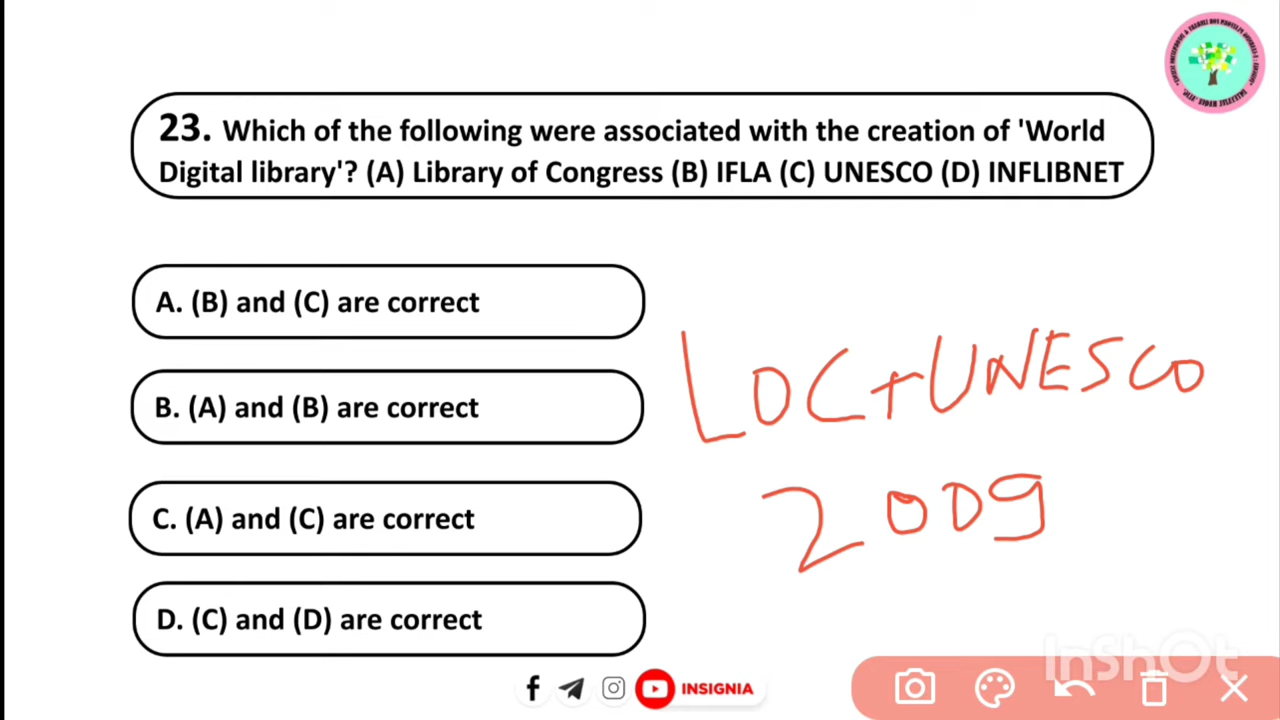 23. Which of the following were associated with the creation of 'World
Digital library'? (A) Library of Congress (B) IFLA (C) UNESCO (D) INFLIBNET
A. (B) and (C) are correct
B. (A) and (B) are correct
C. (A) and (C) are correct
D. (C) and (D) are correct
LOC+UNESCO
2009
INSIGNIA
InShOt